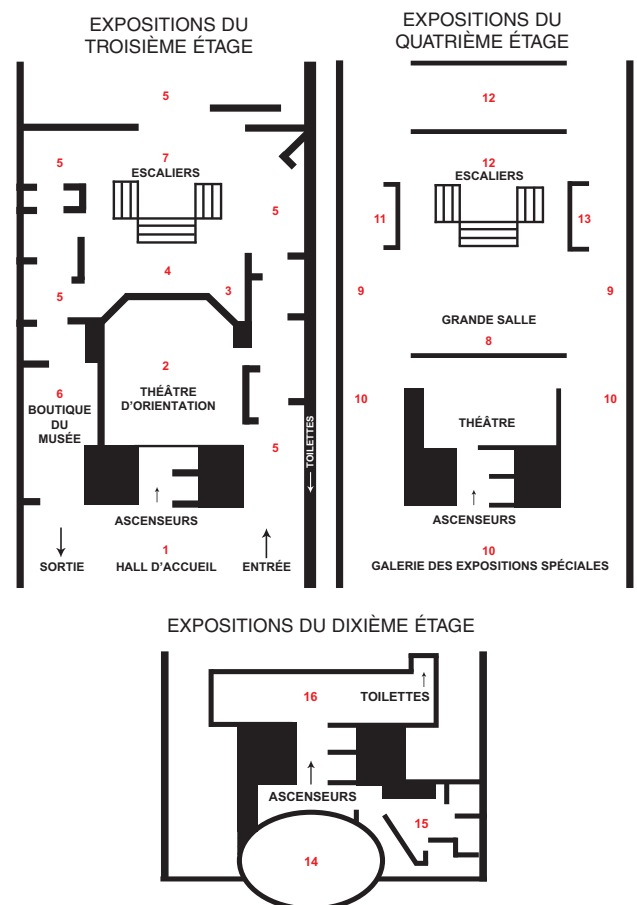 EXPOSITIONS DU
TROISIÈME ÉTAGE
5
5
7
ESCALIERS
5
4
3
5
2
6
THÉÂTRE
D'ORIENTATION
BOUTIQUE
DU
MUSÉE
5
TOILETTES
ASCENSEURS
1
SORTIE
HALL D'ACCUEIL
ENTRÉE
EXPOSITIONS DU
QUATRIÈME ÉTAGE
12
12
ESCALIERS
11
13
9
9
GRANDE SALLE
8
10
10
THÉÂTRE
ASCENSEURS
10
GALERIE DES EXPOSITIONS SPÉCIALES
EXPOSITIONS DU DIXIÈME ÉTAGE
16
TOILETTES
ASCENSEURS
15
14